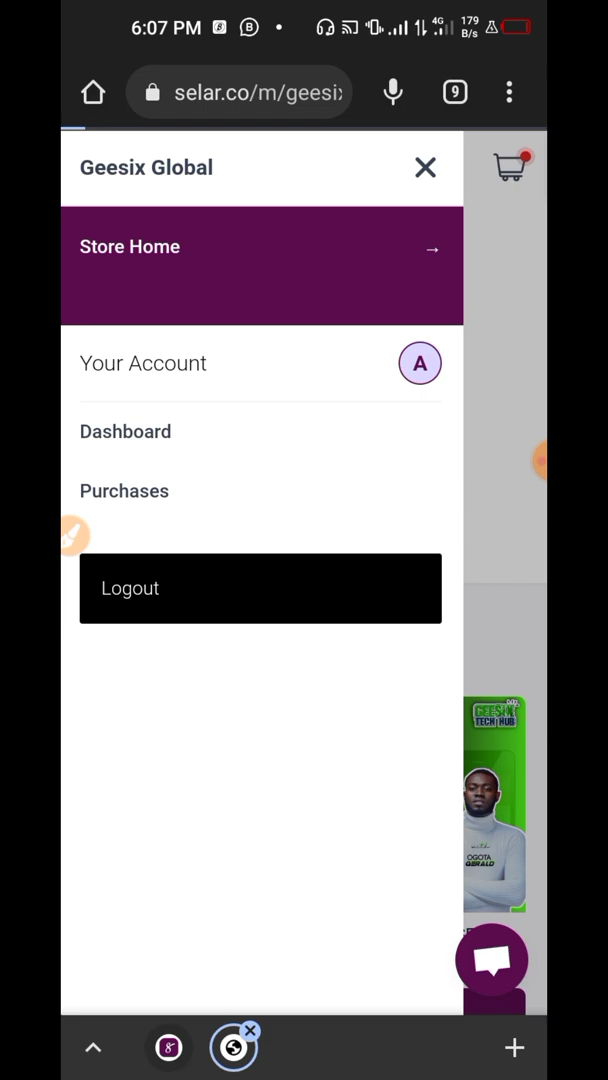 6:07 PM
4G
179 B/s
selar.co/m/geesix
9
Geesix Global
Store Home →
Your Account A
Dashboard
Purchases
Logout
GEESIX
TECH HUB
OGOTA
GERALD